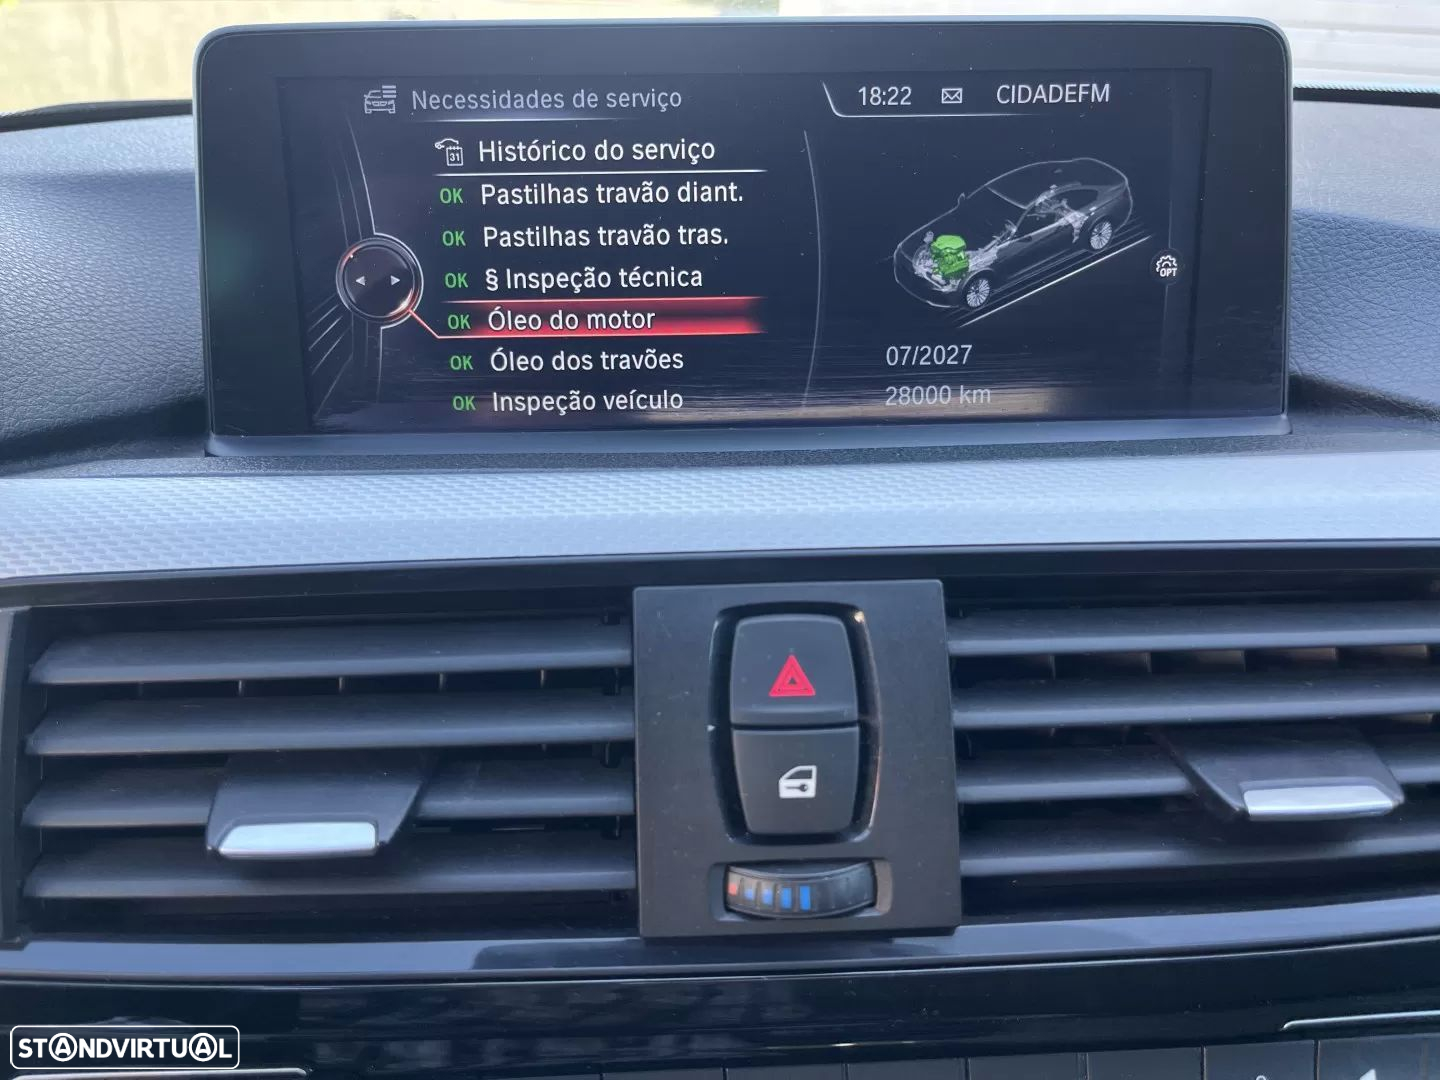 Necessidades de serviço
18:22 CIDADEFM
31 Histórico do serviço
OK Pastilhas travão diant.
OK Pastilhas travão tras.
OK § Inspeção técnica
OK Óleo do motor
OK Óleo dos travões
OK Inspeção veículo
OPT
07/2027
28000 km
STANDVIRTUAL